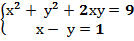 x² + y² + 2xy = 9
x - y = 1